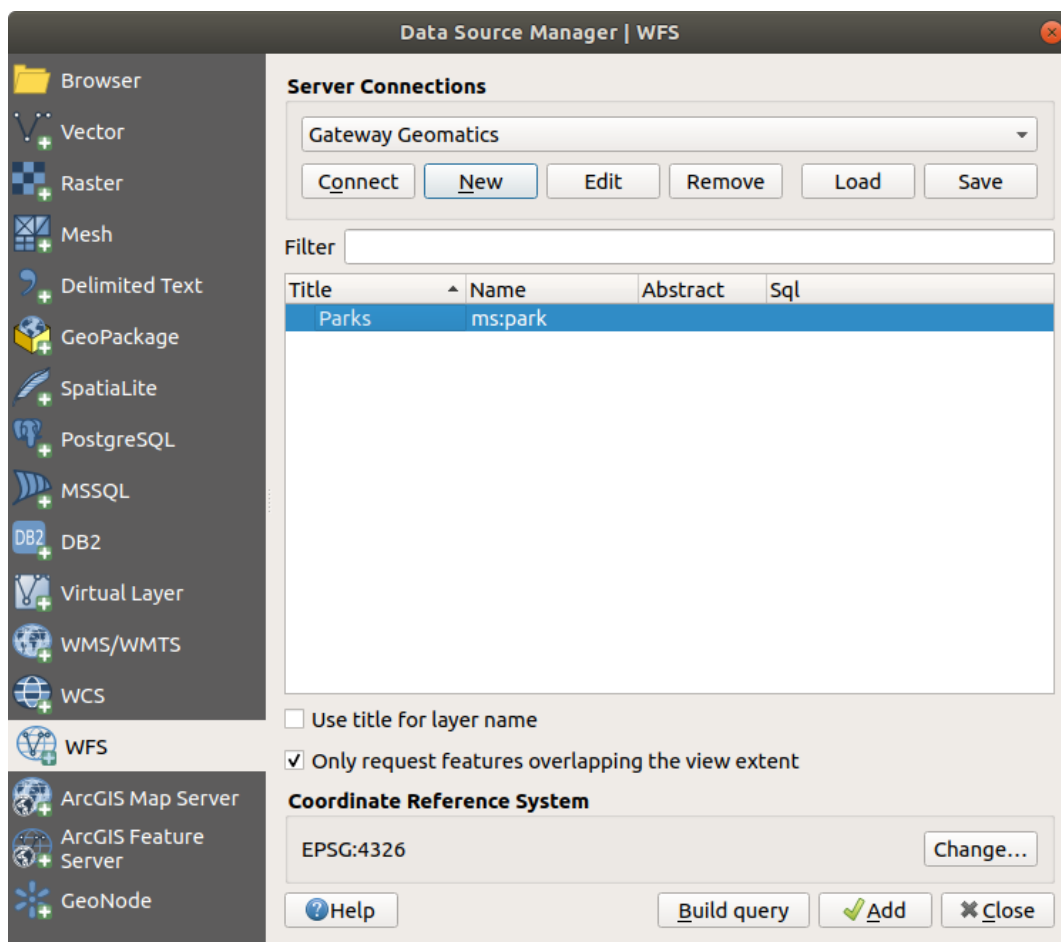 Data Source Manager | WFS
Browser
Vector
Raster
Mesh
Delimited Text
GeoPackage
SpatiaLite
PostgreSQL
MSSQL
DB2
DB2
Virtual Layer
WMS/WMTS
WCS
WFS
ArcGIS Map Server
ArcGIS Feature
Server
GeoNode
Server Connections
Gateway Geomatics
Connect New Edit Remove Load Save
Filter
Title Name Abstract Sql
Parks ms:park
Use title for layer name
Only request features overlapping the view extent
Coordinate Reference System
EPSG:4326 Change...
Help Build query Add Close